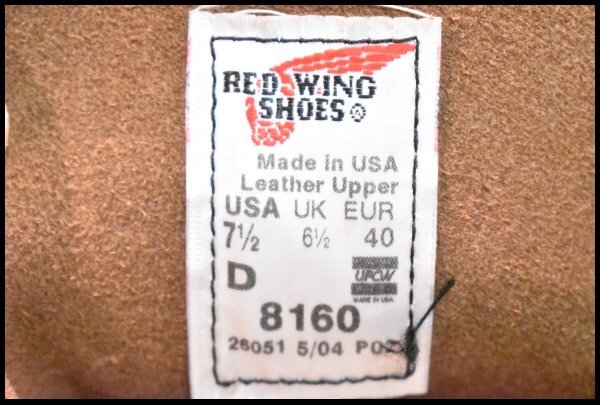 RED WING
SHOES®
Made in USA
Leather Upper
USA UK EUR
7½ 6½ 40
D
UFCW
MADE IN USA
8160
26051 5/04